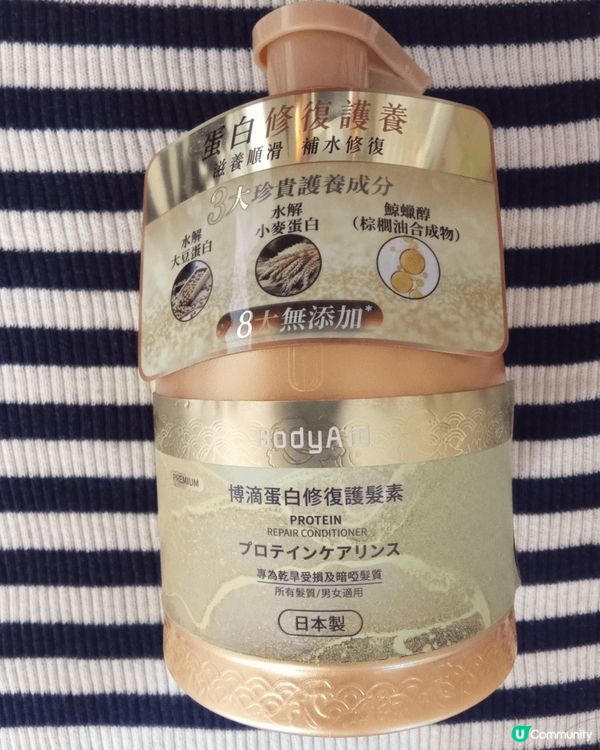 蛋白修復護養
滋養順滑 補水修復
3大珍貴護養成分
水解
大豆蛋白
水解
小麥蛋白
鯨蠟醇
(棕櫚油合成物)
8大無添加*
BodyAid
PREMIUM
博滴蛋白修復護髮素
PROTEIN
REPAIR CONDITIONER
プロテインケアリンス
專為乾旱受損及暗啞髮質
所有髮質/男女適用
日本製
U Community